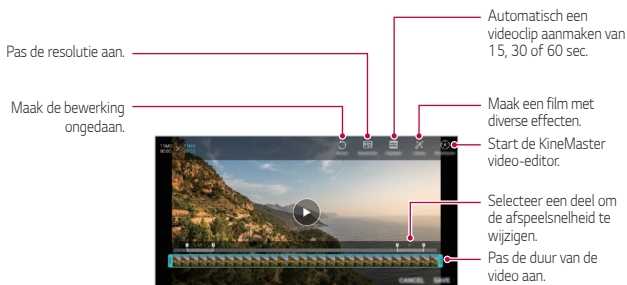 Automatisch een
videoclip aanmaken van
15, 30 of 60 sec.
Pas de resolutie aan.
Maak de bewerking
ongedaan.
Maak een film met
diverse effecten.
Start de KineMaster
video-editor.
Selecteer een deel om
de afspeelsnelheid te
wijzigen.
Pas de duur van de
video aan.
CANCEL SAVE